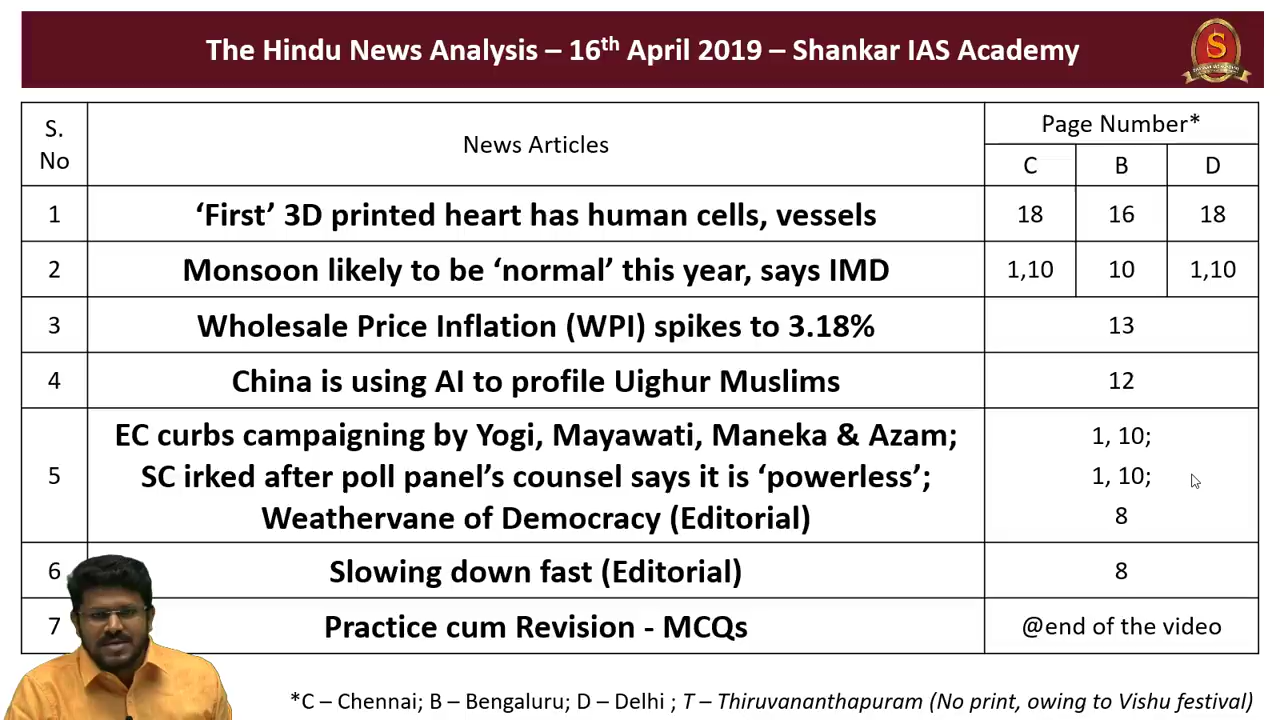 The Hindu News Analysis – 16th April 2019 – Shankar IAS Academy
S
S. No
News Articles
Page Number*
C
B
D
1
‘First’ 3D printed heart has human cells, vessels
18
16
18
2
Monsoon likely to be ‘normal’ this year, says IMD
1,10
10
1,10
3
Wholesale Price Inflation (WPI) spikes to 3.18%
13
4
China is using AI to profile Uighur Muslims
12
5
EC curbs campaigning by Yogi, Mayawati, Maneka & Azam;
1, 10;
SC irked after poll panel’s counsel says it is ‘powerless’;
1, 10;
Weathervane of Democracy (Editorial)
8
6
Slowing down fast (Editorial)
8
7
Practice cum Revision - MCQs
@end of the video
*C – Chennai; B – Bengaluru; D – Delhi ; T – Thiruvananthapuram (No print, owing to Vishu festival)